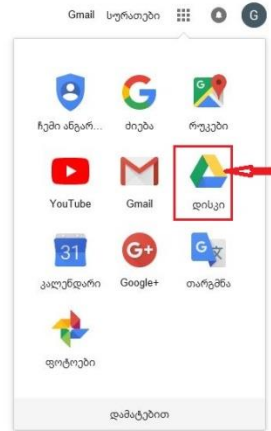 Gmail სურათები G
ჩემი ანგარ... ძიება რუკები
YouTube Gmail დისკი
31 G+ G
კალენდარი Google+ თარგმნა
ფოტოები
დამატებით